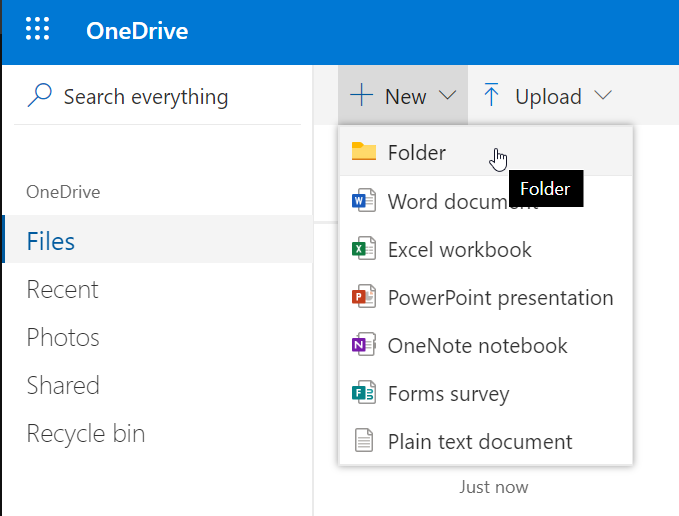 OneDrive
Search everything
New
Upload
OneDrive
Files
Recent
Photos
Shared
Recycle bin
Folder
Folder
Word document
Excel workbook
PowerPoint presentation
OneNote notebook
Forms survey
Plain text document
Just now